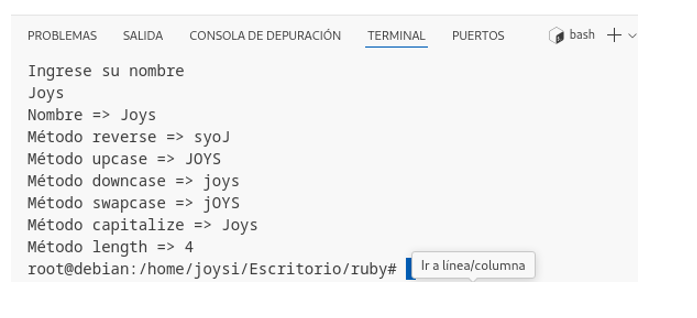 PROBLEMAS SALIDA CONSOLA DE DEPURACIÓN TERMINAL PUERTOS bash
Ingrese su nombre
Joys
Nombre => Joys
Método reverse => syoJ
Método upcase => JOYS
Método downcase => joys
Método swapcase => jOYS
Método capitalize => Joys
Método length => 4
root@debian:/home/joysi/Escritorio/ruby# Ir a línea/columna